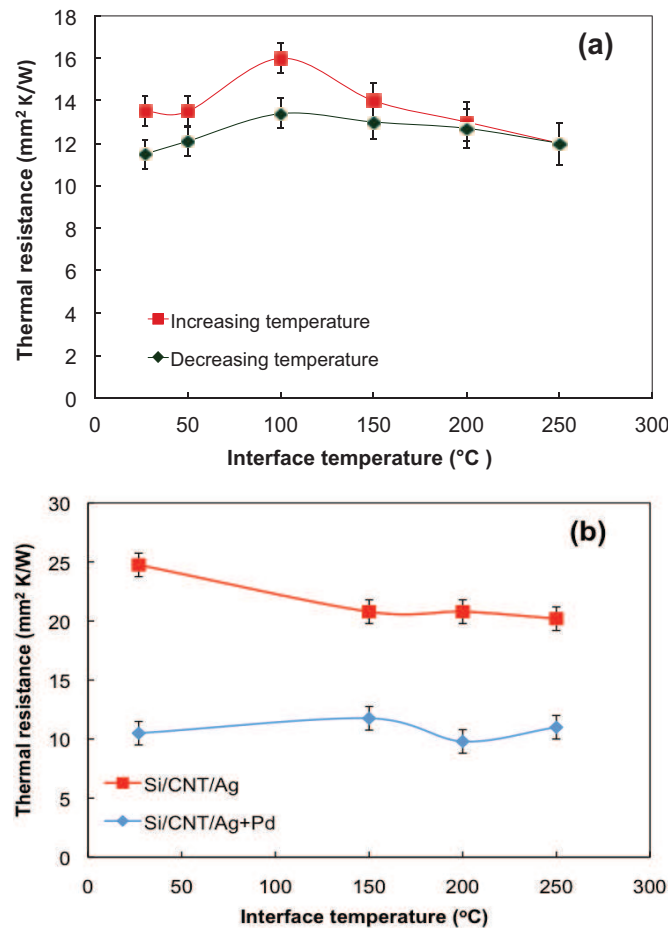 18
(a)
16
14
12
10
8
6
4
2
0
Thermal resistance (mm² K/W)
Increasing temperature
Decreasing temperature
0 50 100 150 200 250 300
Interface temperature (°C )
30
(b)
25
20
15
10
5
0
Thermal resistance (mm² K/W)
Si/CNT/Ag
Si/CNT/Ag+Pd
0 50 100 150 200 250 300
Interface temperature (ºC)